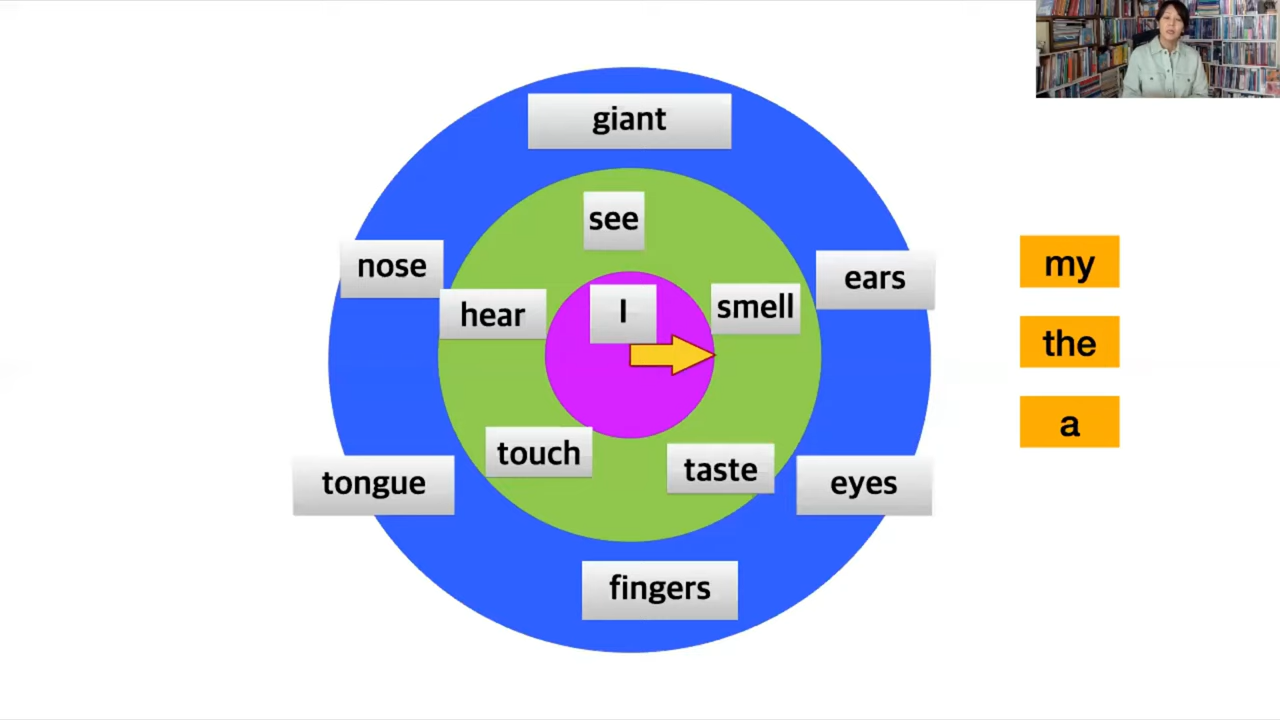 giant
see
nose
ears
hear
I
smell
touch
taste
tongue
eyes
fingers
my
the
a